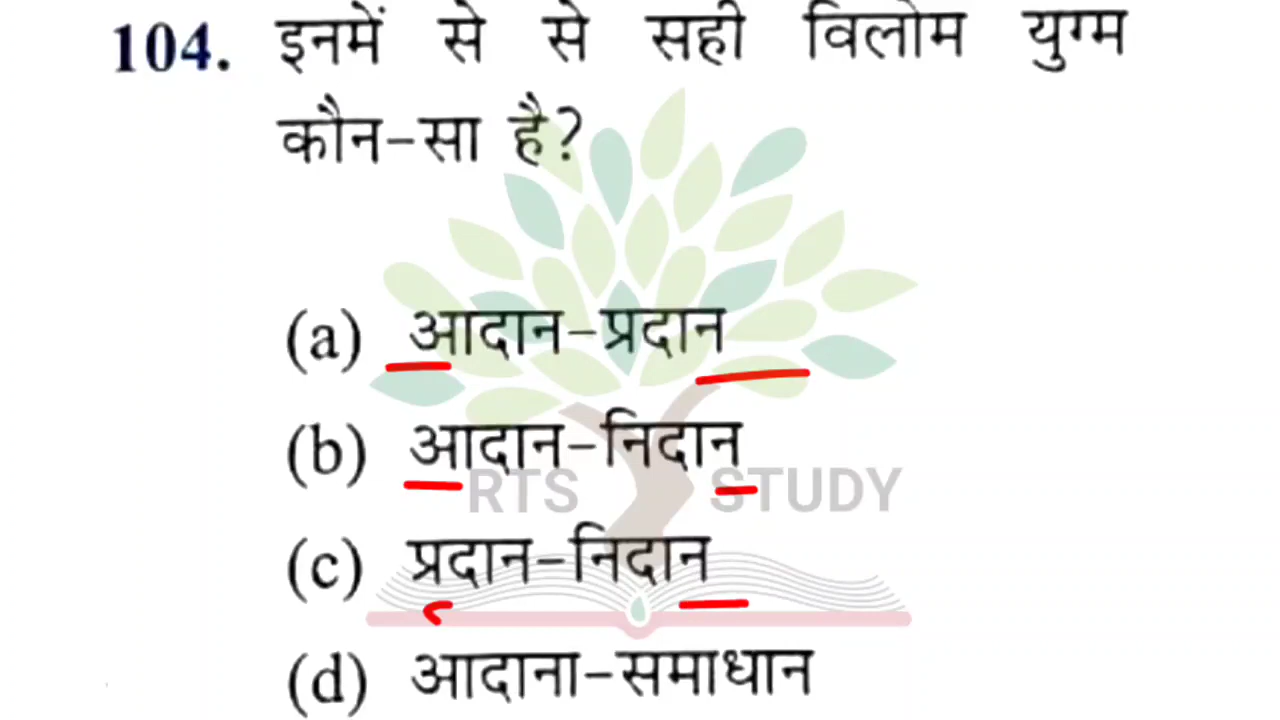 104. इनमें से से सही विलोम युग्म
कौन-सा है?
(a) आदान-प्रदान
(b) आदान-निदान
RTS STUDY
(c) प्रदान-निदान
(d) आदाना-समाधान